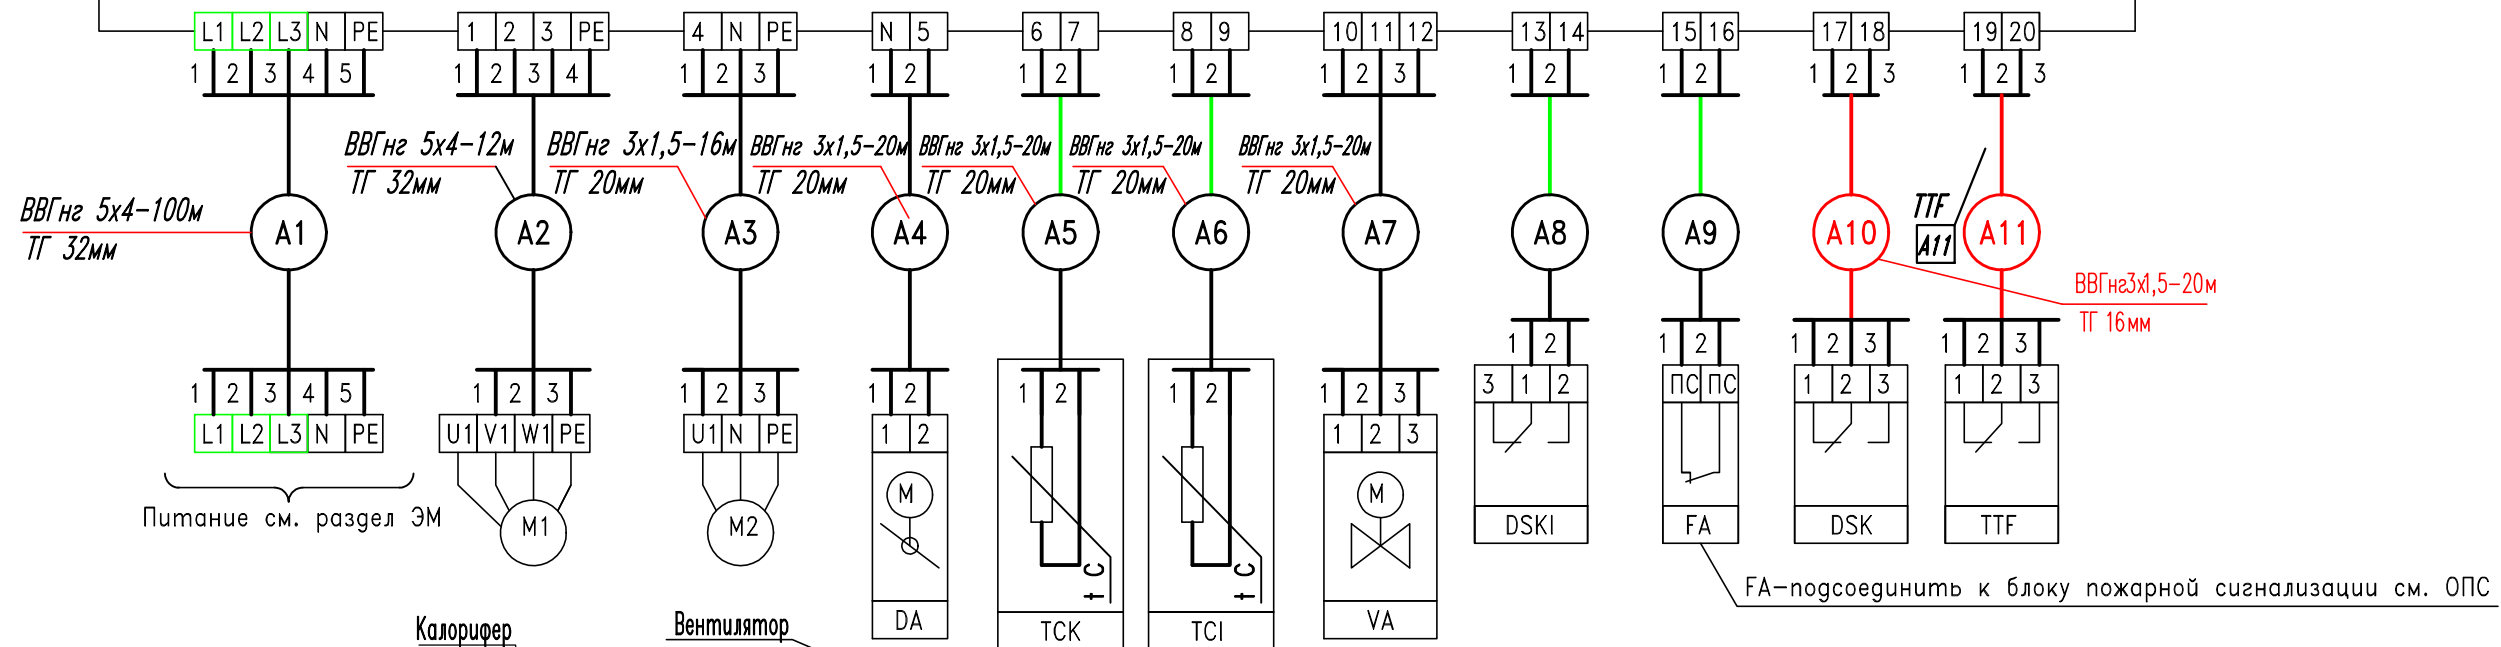 L1 L2 L3 N PE 1 2 3 PE 4 N PE N 5 6 7 8 9 10 11 12 13 14 15 16 17 18 19 20
1 2 3 4 5 1 2 3 4 1 2 3 1 2 1 2 1 2 1 2 3 1 2 1 2 1 2 3 1 2 3
ВВГнг 5х4-12м ВВГнг 3х1,5-16м ВВГнг 3х1,5-20м ВВГнг 3х1,5-20м ВВГнг 3х1,5-20м ВВГнг 3х1,5-20м
ТГ 32мм ТГ 20мм ТГ 20мм ТГ 20мм ТГ 20мм ТГ 20мм
ВВГнг 5х4-100м
ТГ 32мм
TTF
A11
A1 A2 A3 A4 A5 A6 A7 A8 A9 A10 A11
ВВГнг3х1,5-20м
ТГ 16мм
1 2 1 2 1 2 3 1 2 3
3 1 2 ПС ПС 1 2 3 1 2 3
1 2 3 4 5 1 2 3 1 2 3 1 2 1 2 1 2 1 2 3
L1 L2 L3 N PE U1 V1 W1 PE U1 N PE 1 2 1 2 3
M M
Питание см. раздел ЭМ
M1 M2
DSKI FA DSK TTF
t C t C
FA-подсоединить к блоку пожарной сигнализации см. ОПС
DA TCK TCI VA
Калорифер Вентилятор